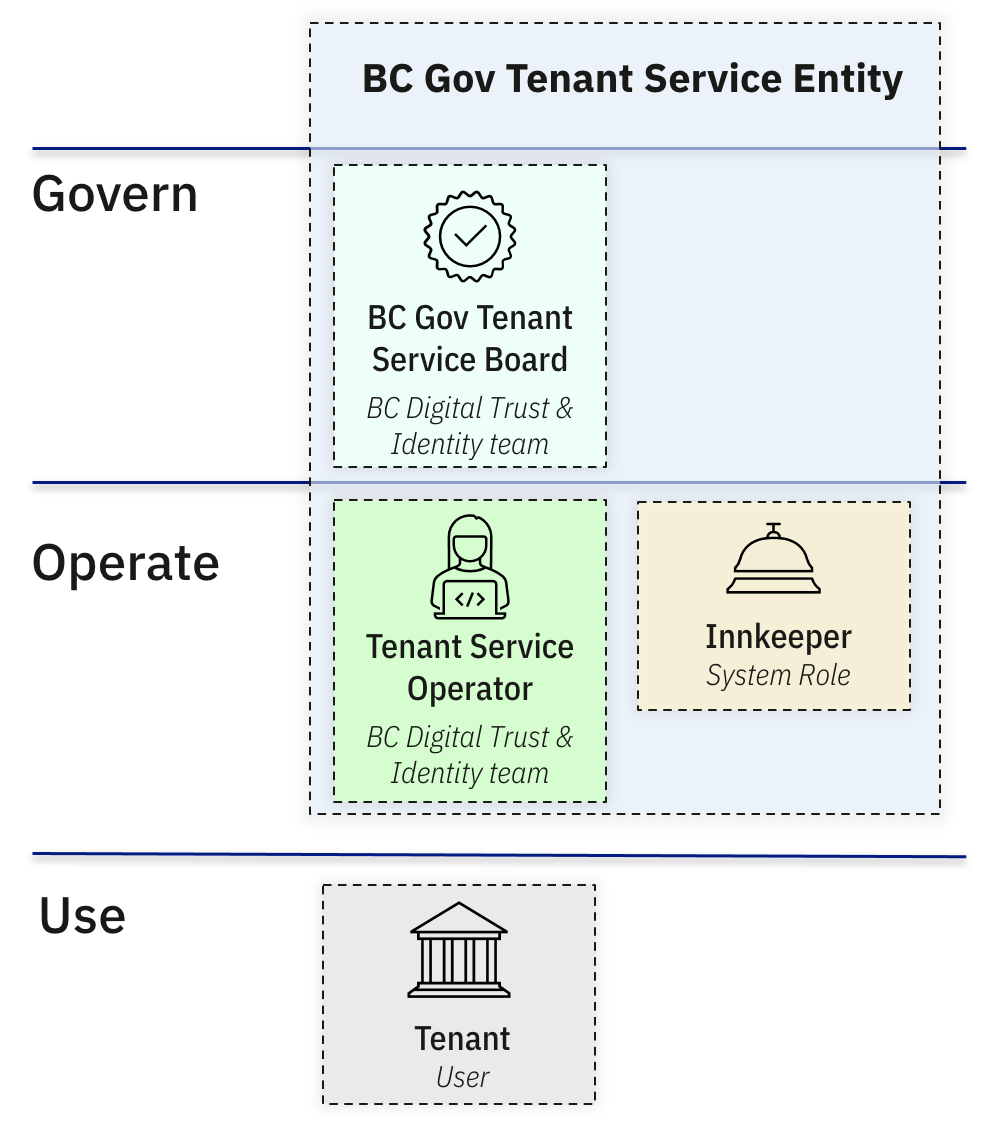 BC Gov Tenant Service Entity
Govern
BC Gov Tenant
Service Board
BC Digital Trust &
Identity team
Operate
</>
Tenant Service
Operator
BC Digital Trust &
Identity team
Innkeeper
System Role
Use
Tenant
User